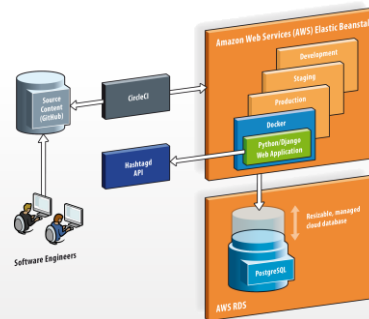 Amazon Web Services (AWS) Elastic Beanstal
Development
Staging
Production
Docker
Python/Django
Web Application
CircleCI
Source
Content
(GitHub)
Hashtagd
API
Software Engineers
Resizable, managed
cloud database
PostgreSQL
AWS RDS